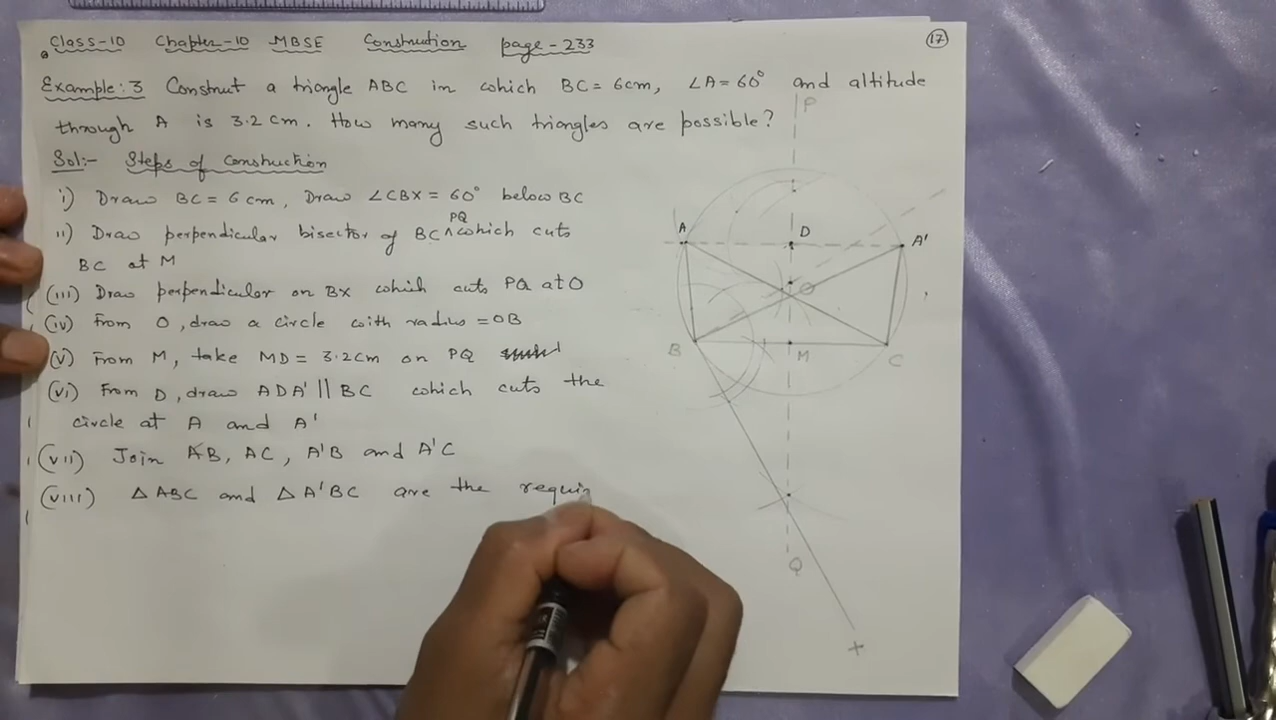 Class-10 Chapter-10 MBSE Construction page-233
17
Example: 3 Construct a triangle ABC in which BC = 6cm, ∠A = 60° and altitude
through A is 3.2 cm. How many such triangles are possible?
Sol:- Steps of Construction
i) Draw BC = 6 cm, Draw ∠CBX = 60° below BC
ii) Draw perpendicular bisector of BC ^PQ which cuts
BC at M
(iii) Draw perpendicular on BX which cuts PQ at O
(iv) From O, draw a circle with radius = OB
(v) From M, take MD = 3.2cm on PQ
(vi) From D, draw ADA' || BC which cuts the
circle at A and A'
(vii) Join AB, AC, A'B and A'C
(viii) △ ABC and △ A'BC are the requi
P
A
D
A'
O
B
M
C
Q
X